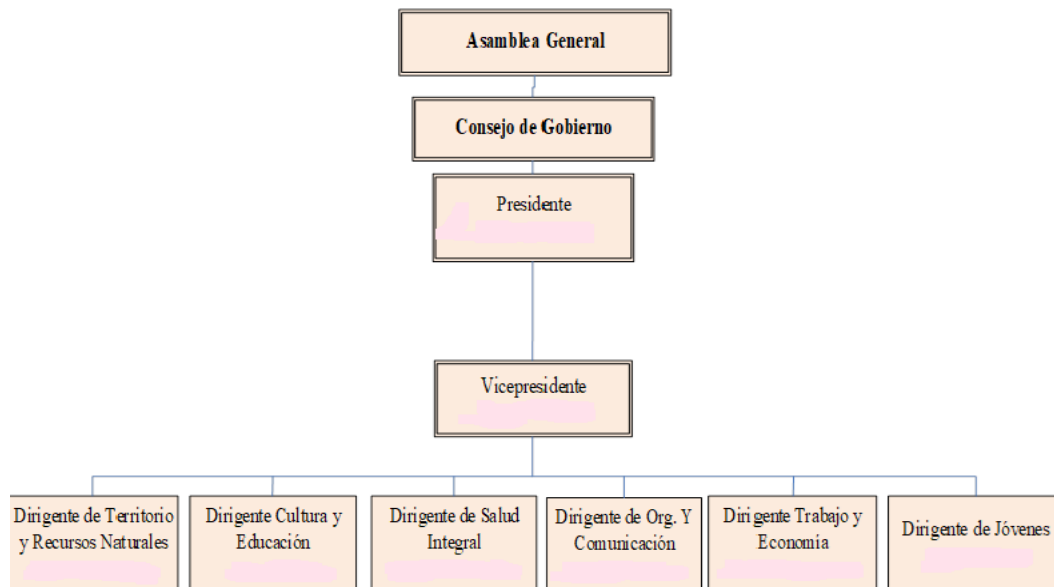 Asamblea General
Consejo de Gobierno
Presidente
Vicepresidente
Dirigente de Territorio
y Recursos Naturales
Dirigente Cultura y
Educación
Dirigente de Salud
Integral
Dirigente de Org. Y
Comunicación
Dirigente Trabajo y
Economía
Dirigente de Jóvenes